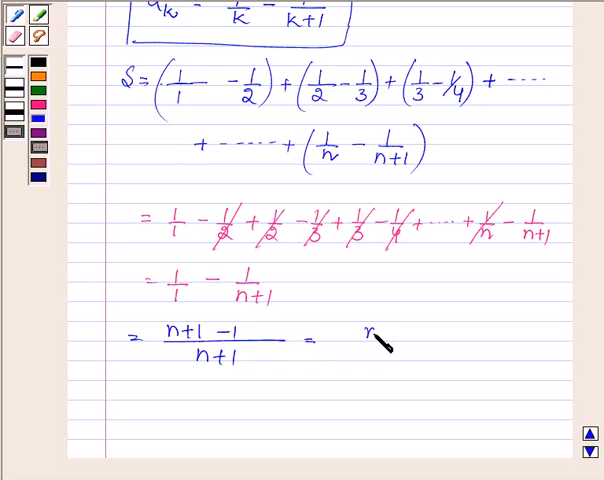 a_k = 1/k - 1/(k+1)
S = (1/1 - 1/2) + (1/2 - 1/3) + (1/3 - 1/4) + ----
+ ----- + (1/n - 1/(n+1))
= 1/1 - 1/2 + 1/2 - 1/3 + 1/3 - 1/4 + .... + 1/n - 1/(n+1)
= 1/1 - 1/(n+1)
= (n+1 -1)/(n+1) =